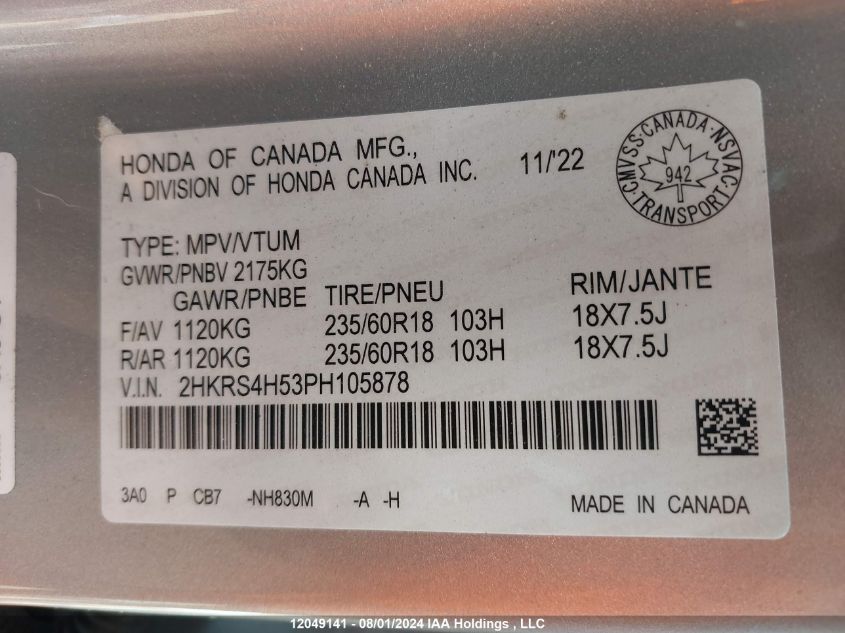 HONDA OF CANADA MFG.,
A DIVISION OF HONDA CANADA INC. 11/'22
CMVSS·CANADA·NSVAC·TRANSPORT·
942
TYPE: MPV/VTUM
GVWR/PNBV 2175KG
GAWR/PNBE TIRE/PNEU RIM/JANTE
F/AV 1120KG 235/60R18 103H 18X7.5J
R/AR 1120KG 235/60R18 103H 18X7.5J
V.I.N. 2HKRS4H53PH105878
3A0 P CB7 -NH830M -A -H MADE IN CANADA
12049141 - 08/01/2024 IAA Holdings , LLC